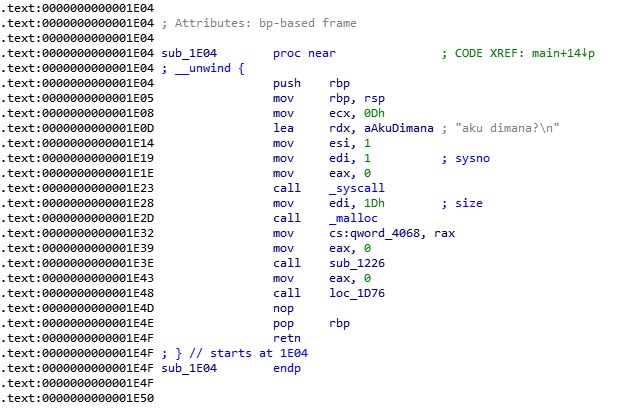 .text:0000000000001E04
.text:0000000000001E04 ; Attributes: bp-based frame
.text:0000000000001E04
.text:0000000000001E04 sub_1E04 proc near ; CODE XREF: main+14↓p
.text:0000000000001E04 ; __unwind {
.text:0000000000001E04 push rbp
.text:0000000000001E05 mov rbp, rsp
.text:0000000000001E08 mov ecx, 0Dh
.text:0000000000001E0D lea rdx, aAkuDimana ; "aku dimana?\n"
.text:0000000000001E14 mov esi, 1
.text:0000000000001E19 mov edi, 1 ; sysno
.text:0000000000001E1E mov eax, 0
.text:0000000000001E23 call _syscall
.text:0000000000001E28 mov edi, 1Dh ; size
.text:0000000000001E2D call _malloc
.text:0000000000001E32 mov cs:qword_4068, rax
.text:0000000000001E39 mov eax, 0
.text:0000000000001E3E call sub_1226
.text:0000000000001E43 mov eax, 0
.text:0000000000001E48 call loc_1D76
.text:0000000000001E4D nop
.text:0000000000001E4E pop rbp
.text:0000000000001E4F retn
.text:0000000000001E4F ; } // starts at 1E04
.text:0000000000001E4F sub_1E04 endp
.text:0000000000001E4F
.text:0000000000001E50